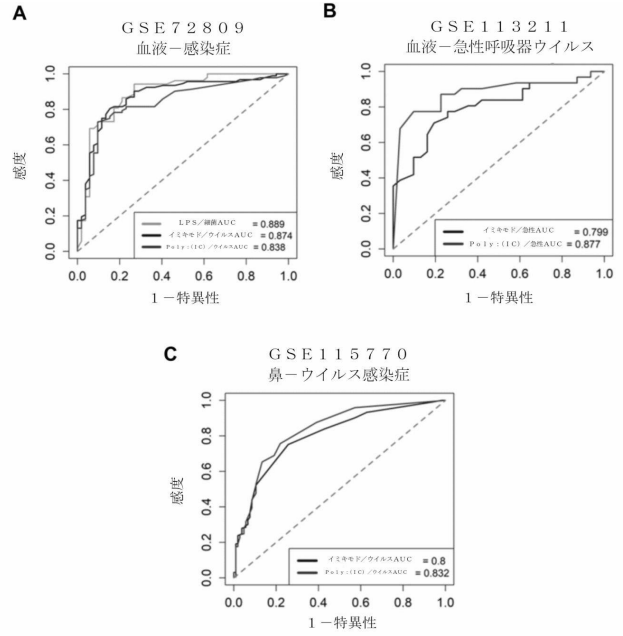 A
ＧＳＥ７２８０９
血液－感染症
感度
1.0
0.8
0.6
0.4
0.2
0.0
ＬＰＳ／細菌AUC = 0.889
イミキモド／ウイルスAUC = 0.874
Ｐｏｌｙ：(ＩＣ)／ウイルスAUC = 0.838
0.0 0.2 0.4 0.6 0.8 1.0
１－特異性
B
ＧＳＥ１１３２１１
血液－急性呼吸器ウイルス
感度
1.0
0.8
0.6
0.4
0.2
0.0
イミキモド／急性AUC = 0.799
Ｐｏｌｙ：(ＩＣ)／急性AUC = 0.877
0.0 0.2 0.4 0.6 0.8 1.0
１－特異性
C
ＧＳＥ１１５７７０
鼻－ウイルス感染症
感度
1.0
0.8
0.6
0.4
0.2
0.0
イミキモド／ウイルスAUC = 0.8
Ｐｏｌｙ：(ＩＣ)／ウイルスAUC = 0.832
0.0 0.2 0.4 0.6 0.8 1.0
１－特異性